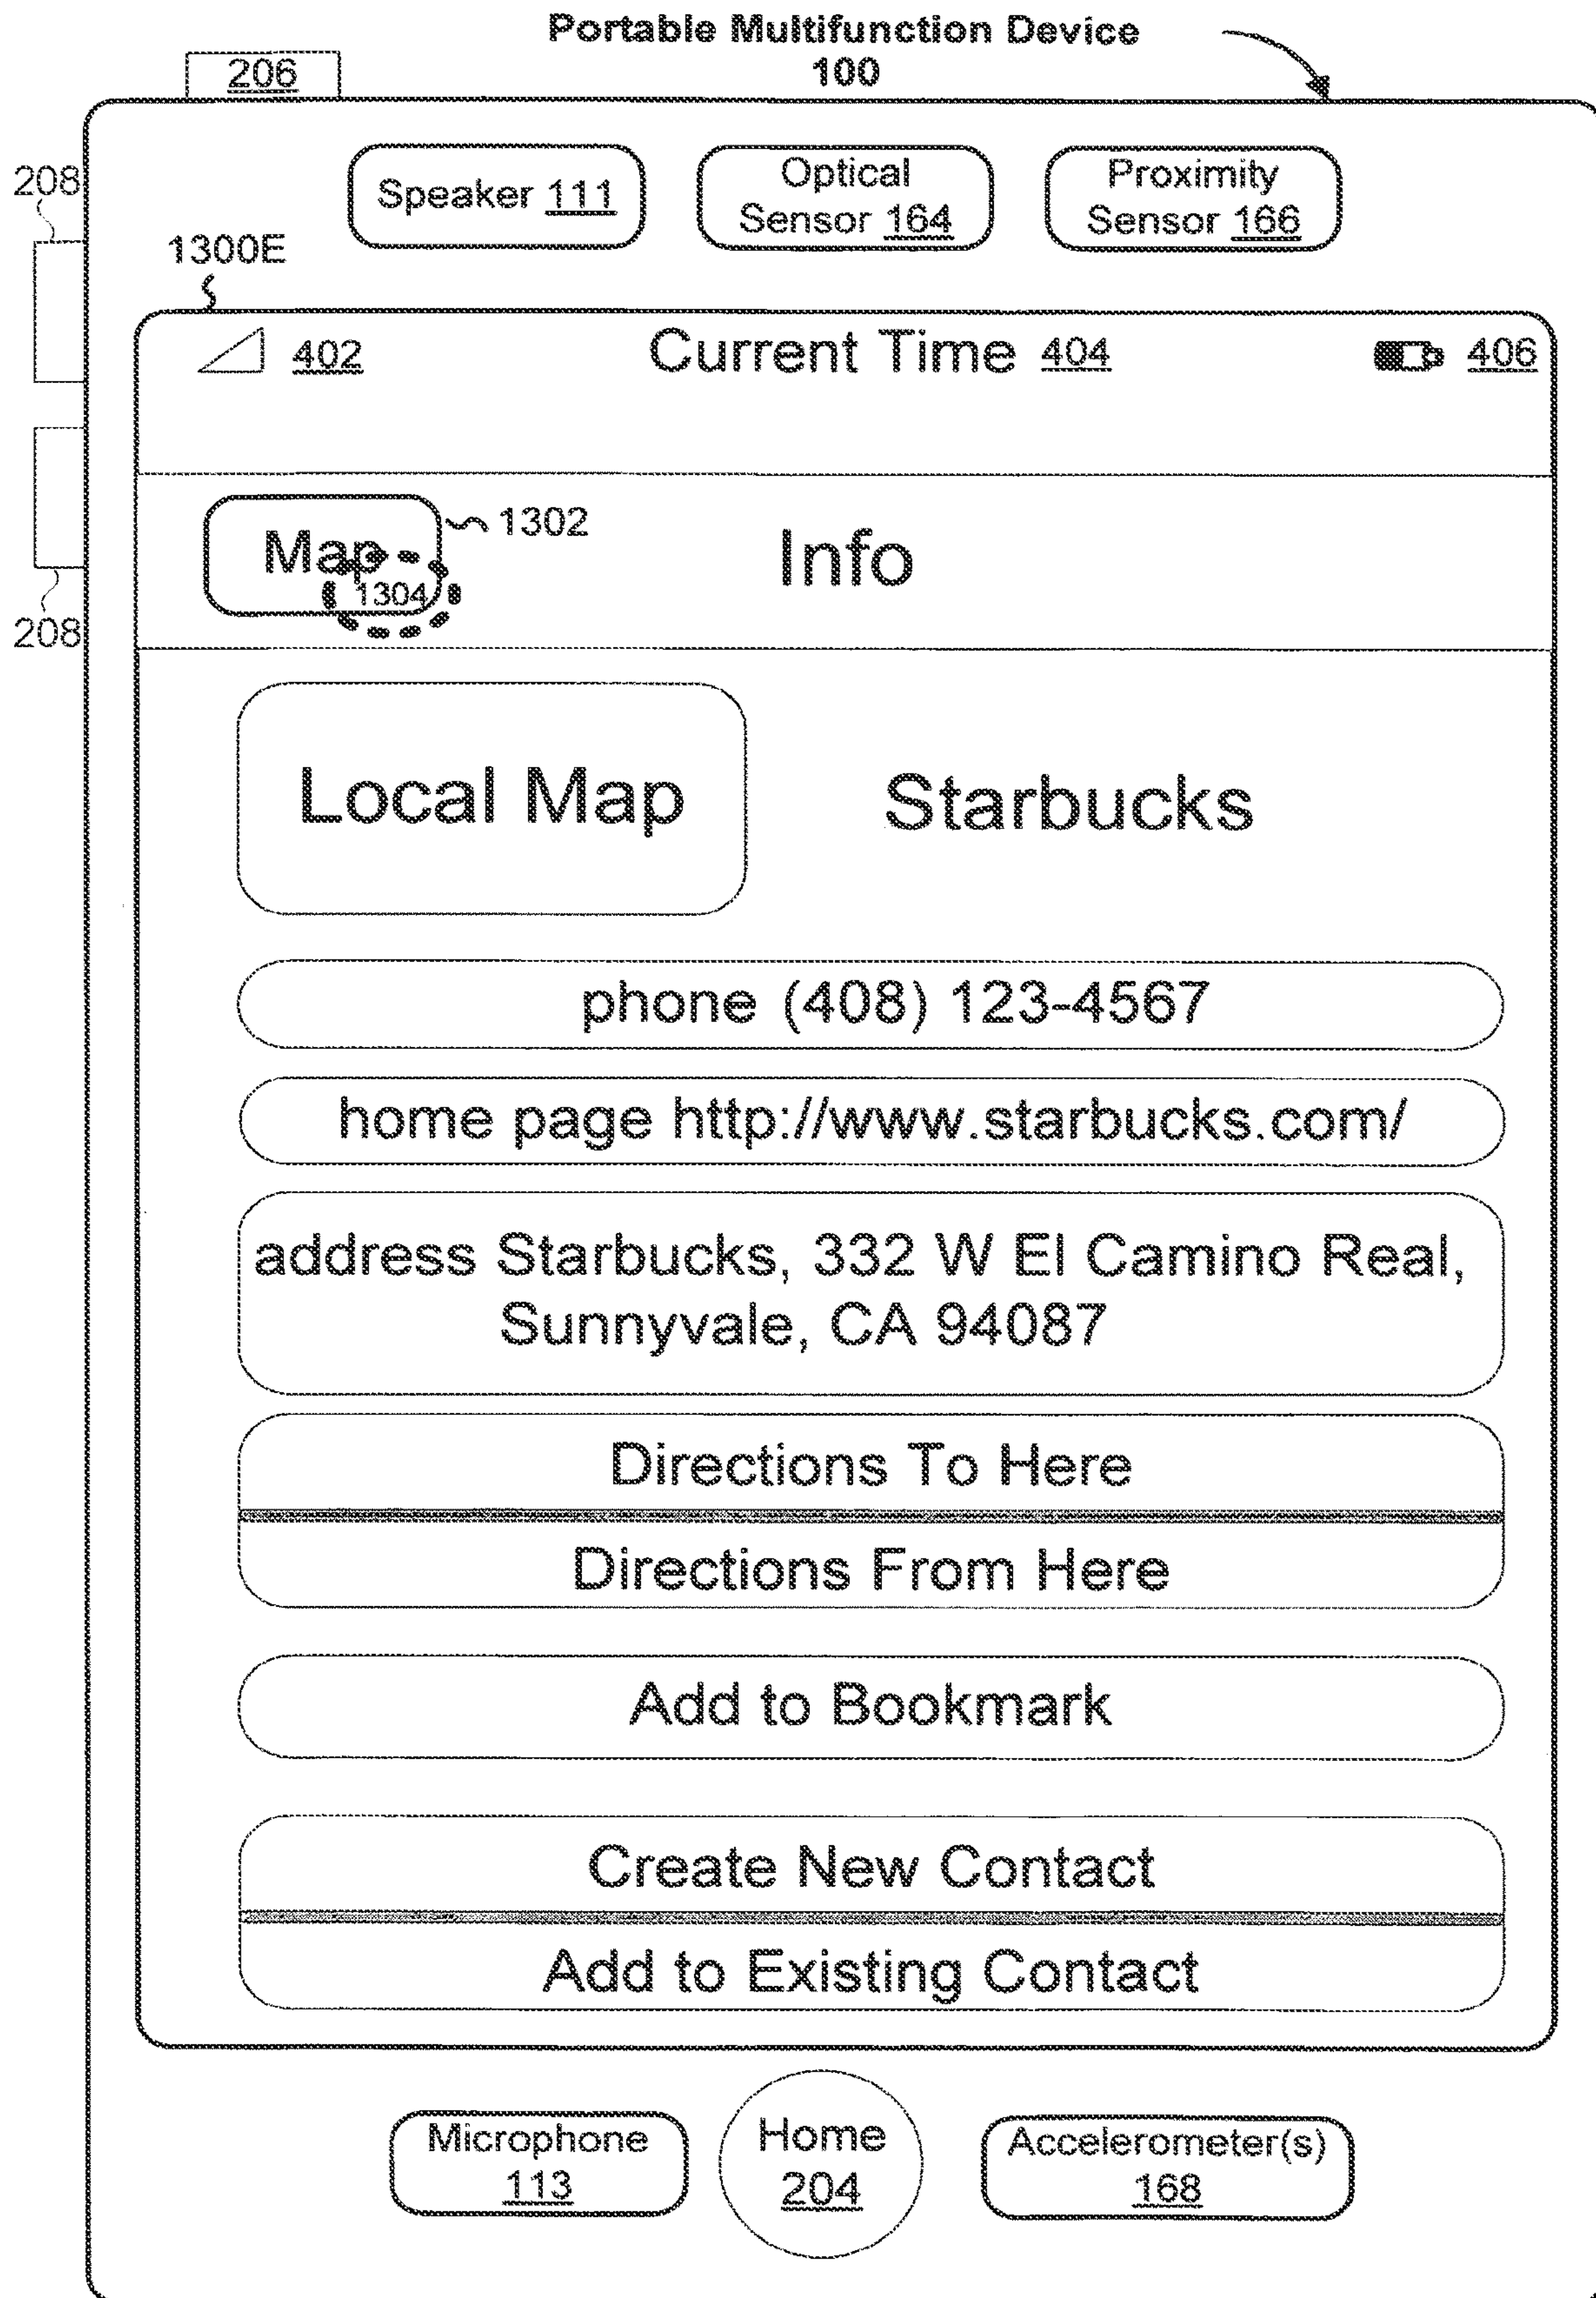 Portable Multifunction Device
100
206
208
Speaker 111
Optical
Sensor 164
Proximity
Sensor 166
1300E
402
Current Time 404
406
Map
1302
1304
Info
208
Local Map
Starbucks
phone (408) 123-4567
home page http://www.starbucks.com/
address Starbucks, 332 W El Camino Real,
Sunnyvale, CA 94087
Directions To Here
Directions From Here
Add to Bookmark
Create New Contact
Add to Existing Contact
Microphone
113
Home
204
Accelerometer(s)
168